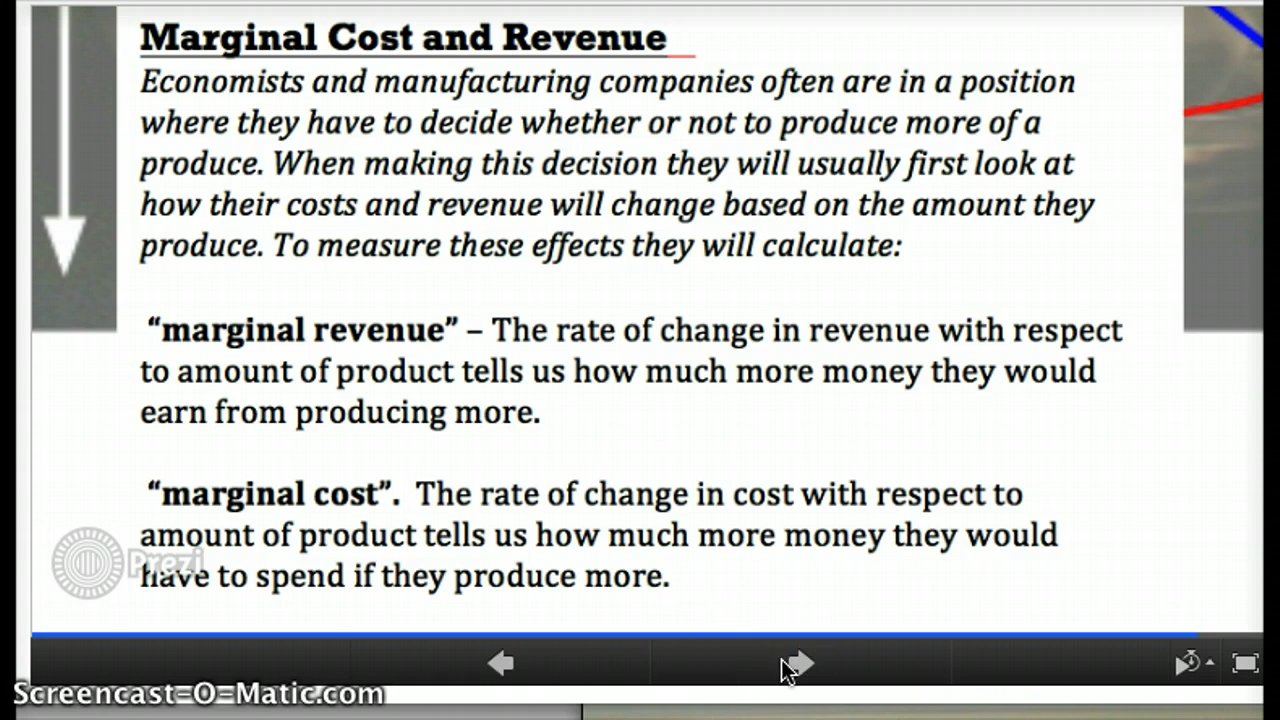 Marginal Cost and Revenue
Economists and manufacturing companies often are in a position
where they have to decide whether or not to produce more of a
produce. When making this decision they will usually first look at
how their costs and revenue will change based on the amount they
produce. To measure these effects they will calculate:
“marginal revenue” – The rate of change in revenue with respect
to amount of product tells us how much more money they would
earn from producing more.
“marginal cost”. The rate of change in cost with respect to
amount of product tells us how much more money they would
Prezi
have to spend if they produce more.
Screencast-O-Matic.com